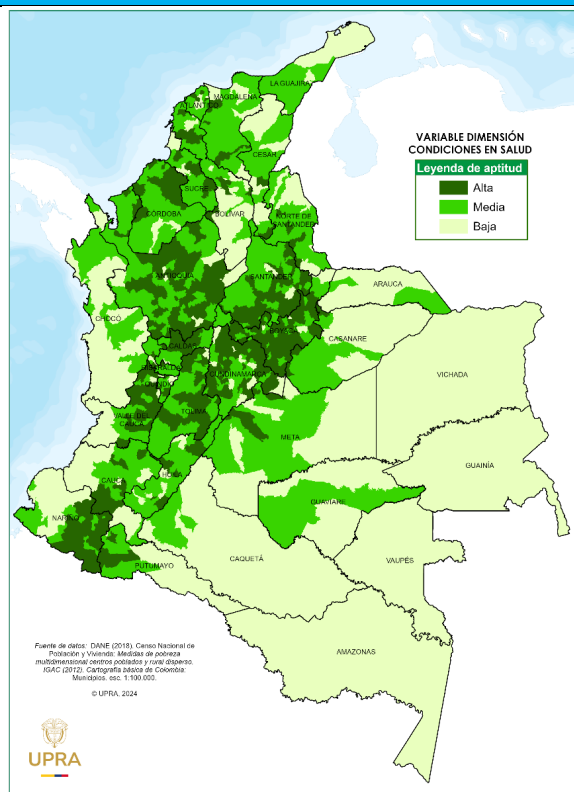 LA GUAJIRA
MAGDALENA
ATLÁNTICO
VARIABLE DIMENSIÓN
CONDICIONES EN SALUD
Leyenda de aptitud
Alta
Media
Baja
CESAR
SUCRE
CÓRDOBA
BOLÍVAR
NORTE DE
SANTANDER
ANTIOQUIA
SANTANDER
ARAUCA
CHOCÓ
BOYACÁ
CASANARE
CALDAS
RISARALDA
CUNDINAMARCA
VICHADA
QUINDÍO
VALLE DEL
CAUCA
TOLIMA
META
GUAINÍA
HUILA
CAUCA
GUAVIARE
NARIÑO
CAQUETÁ
VAUPÉS
PUTUMAYO
AMAZONAS
Fuente de datos: DANE (2018). Censo Nacional de
Población y Vivienda: Medidas de pobreza
multidimensional centros poblados y rural disperso.
IGAC (2012). Cartografía básica de Colombia:
Municipios. esc. 1:100.000.
© UPRA, 2024
UPRA